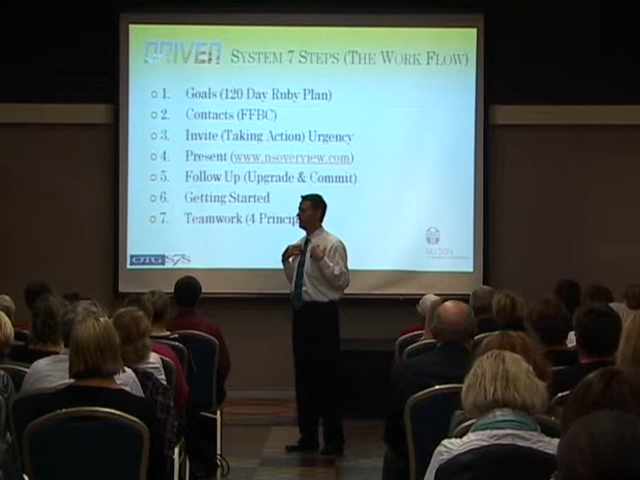 DRIVEN SYSTEM 7 STEPS (THE WORK FLOW)
1. Goals (120 Day Ruby Plan)
2. Contacts (FFBC)
3. Invite (Taking Action) Urgency
4. Present (www.nsoverview.com)
5. Follow Up (Upgrade & Commit)
6. Getting Started
7. Teamwork (4 Princip
OTG
NU SKIN